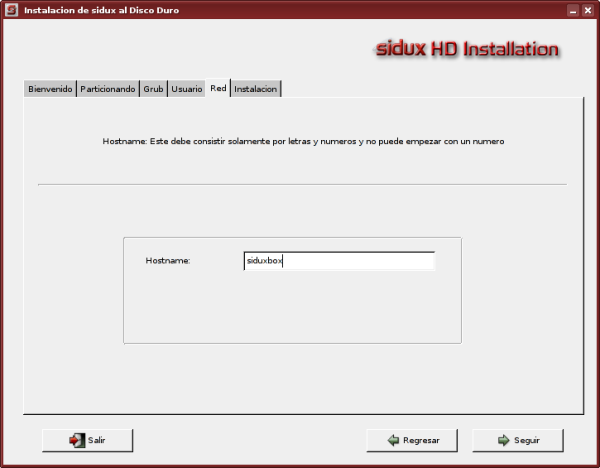 Instalacion de sidux al Disco Duro
sidux HD Installation
Bienvenido Particionando Grub Usuario Red Instalacion
Hostname: Este debe consistir solamente por letras y numeros y no puede empezar con un numero
Hostname: siduxbox
Salir Regresar Seguir